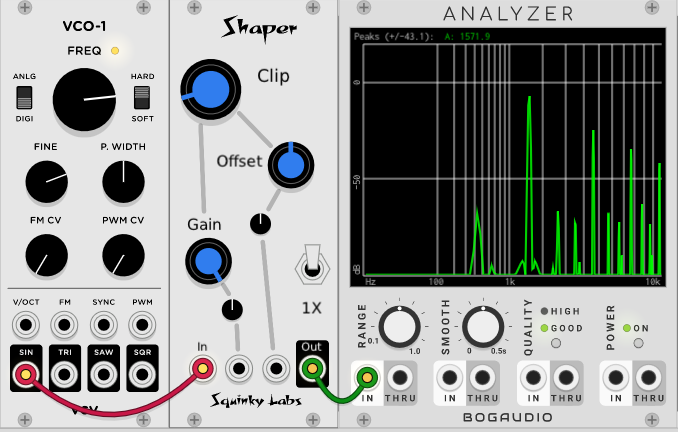 VCO-1
FREQ
ANLG
HARD
DIGI
SOFT
FINE
P. WIDTH
FM CV
PWM CV
V/OCT
FM
SYNC
PWM
SIN
TRI
SAW
SQR
VCV
Shaper
Clip
Offset
Gain
1X
In
Out
Squinky Labs
ANALYZER
Peaks (+/-43.1): A: 1571.9
0
-50
dB
Hz
100
1k
10k
RANGE
0.1
1.0
SMOOTH
0
0.5s
QUALITY
HIGH
GOOD
POWER
ON
IN
THRU
IN
THRU
IN
THRU
IN
THRU
BOGAUDIO